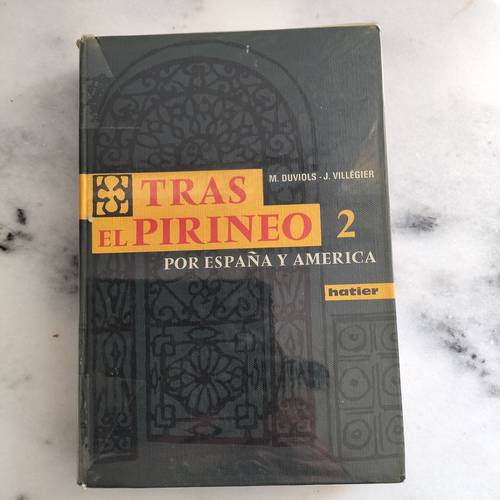 M. DUVIOLS - J. VILLÉGIER
TRAS
EL PIRINEO 2
POR ESPAÑA Y AMERICA
hatier